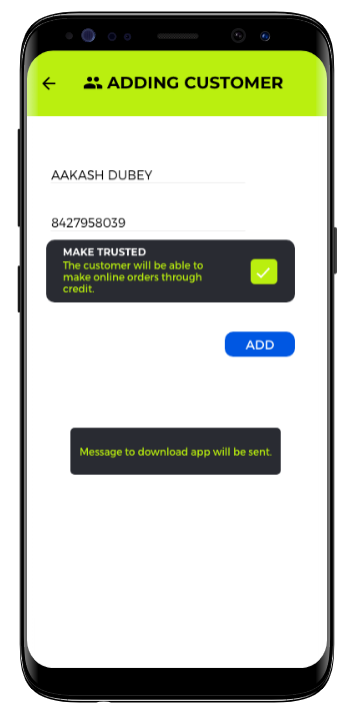 ADDING CUSTOMER
AAKASH DUBEY
8427958039
MAKE TRUSTED
The customer will be able to
make online orders through
credit.
ADD
Message to download app will be sent.